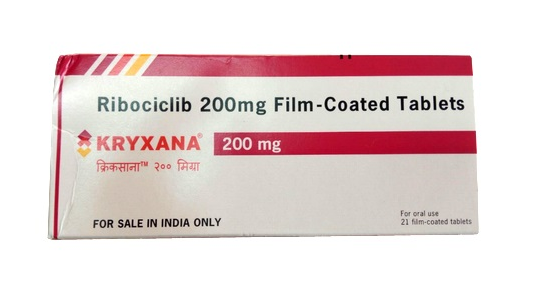 Ribociclib 200mg Film-Coated Tablets
KRYXANA® 200 mg
क्रिक्साना™ २०० मिग्रा
FOR SALE IN INDIA ONLY
For oral use
21 film-coated tablets